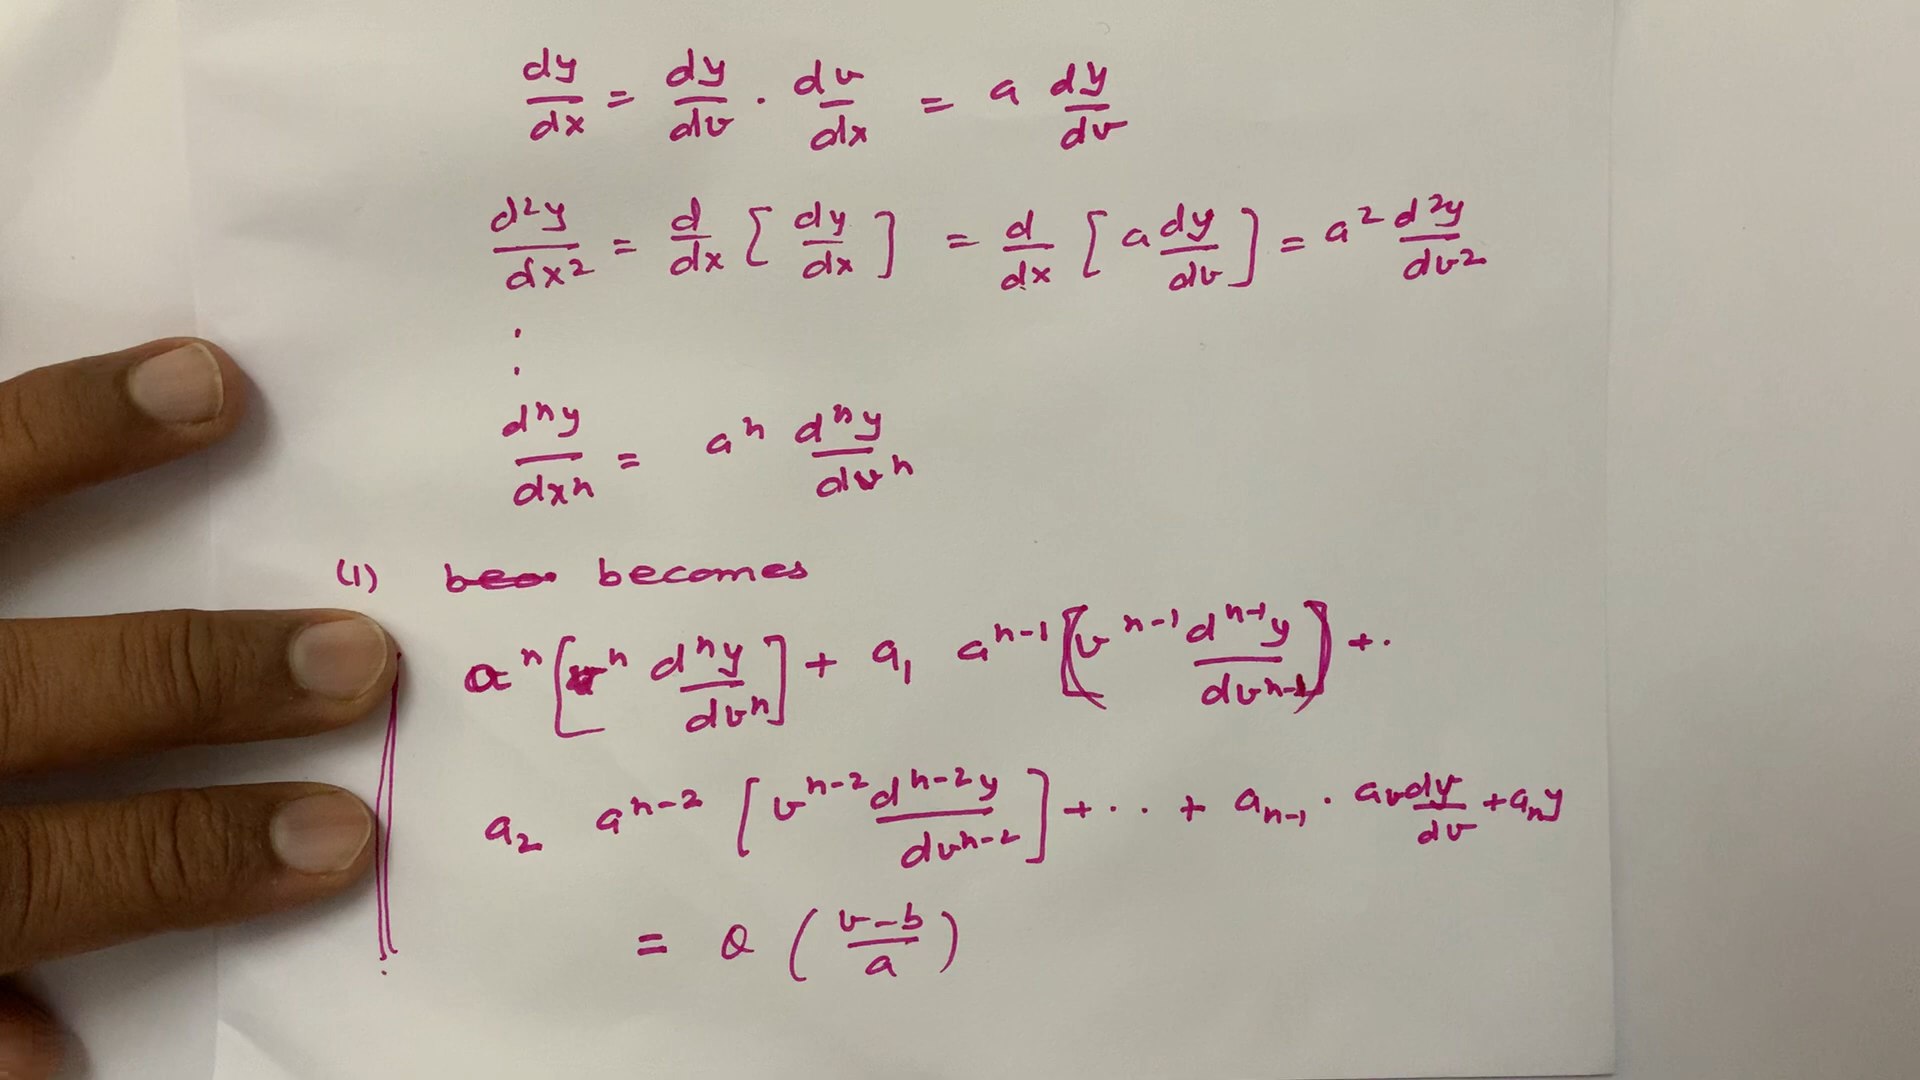 dy/dx = dy/dv · dv/dx = a dy/dv
d²y/dx² = d/dx [dy/dx] = d/dx [a dy/dv] = a² d²y/dv²
:
dⁿy/dxⁿ = aⁿ dⁿy/dvⁿ
(1) becomes
aⁿ [vⁿ dⁿy/dvⁿ] + a₁ aⁿ⁻¹ [vⁿ⁻¹ dⁿ⁻¹y/dvⁿ⁻¹] + ·
a₂ aⁿ⁻² [vⁿ⁻² dⁿ⁻²y/dvⁿ⁻²] + · · + aₙ₋₁ · av dy/dv + aₙy
= Q ((v-b)/a)